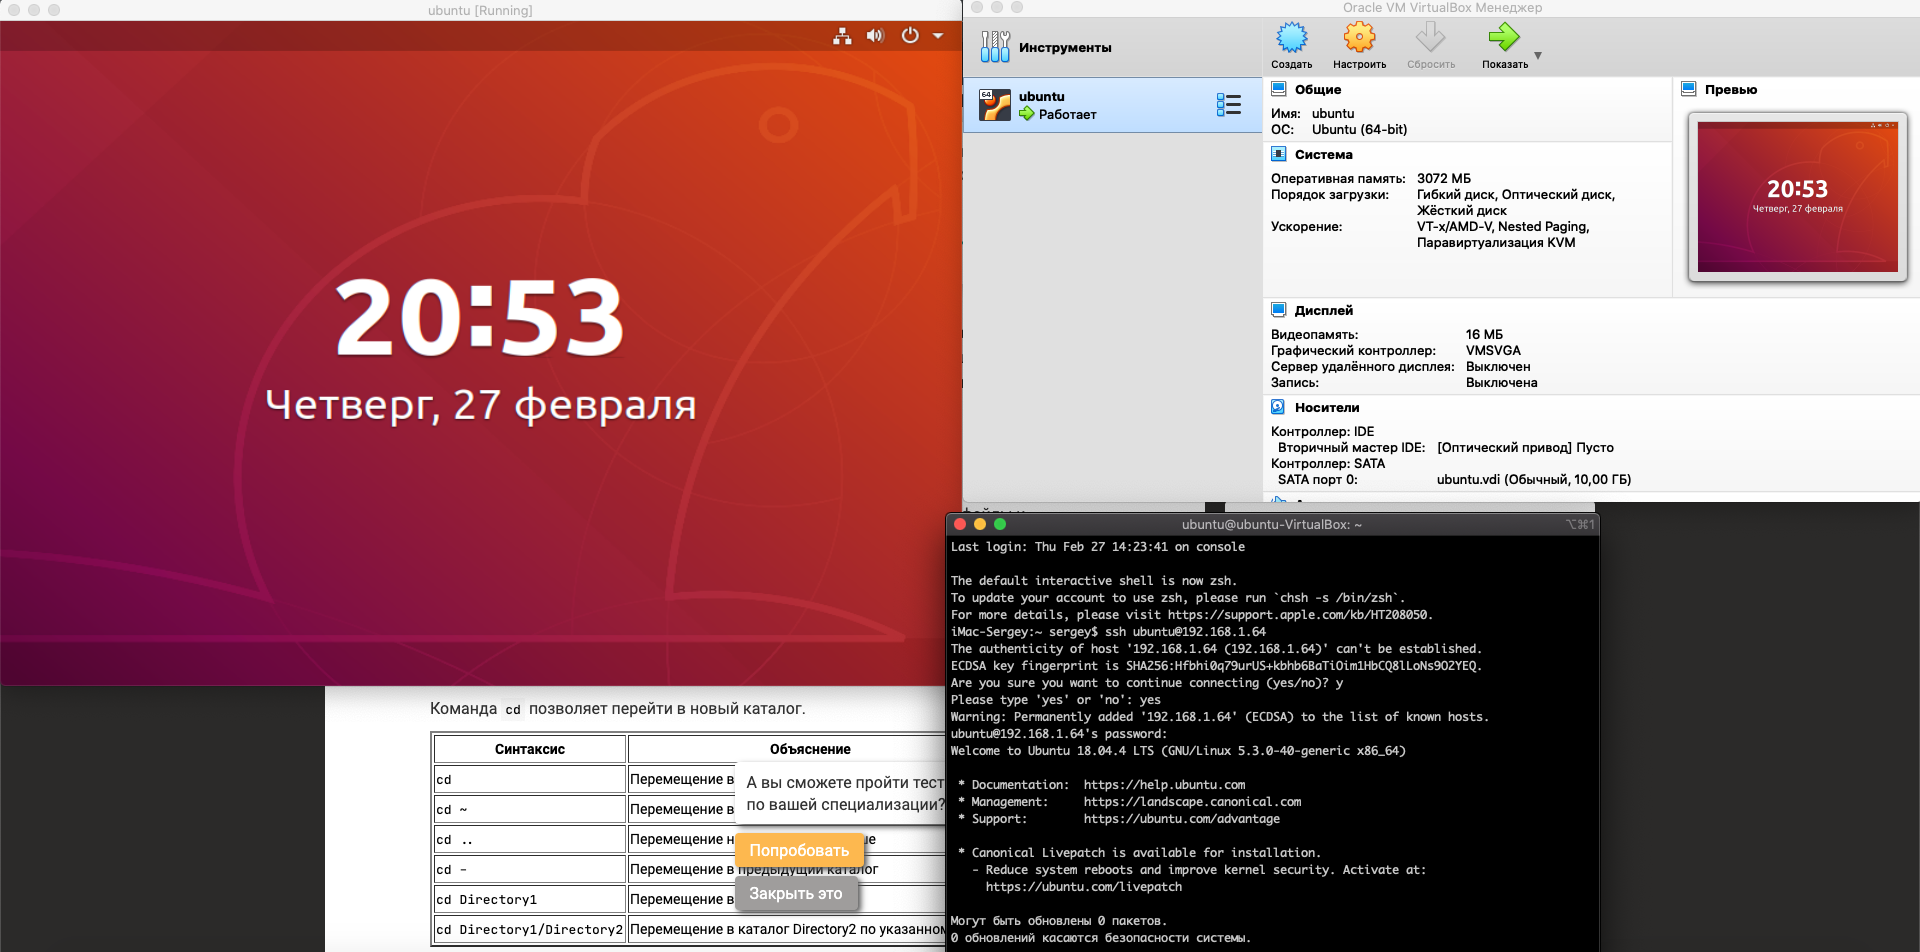 ubuntu [Running]
20:53
Четверг, 27 февраля
Oracle VM VirtualBox Менеджер
Инструменты
Создать
Настроить
Сбросить
Показать
64
ubuntu
Работает
Общие
Имя: ubuntu
ОС: Ubuntu (64-bit)
Система
Оперативная память: 3072 МБ
Порядок загрузки: Гибкий диск, Оптический диск,
Жёсткий диск
Ускорение: VT-x/AMD-V, Nested Paging,
Паравиртуализация KVM
Превью
20:53
Четверг, 27 февраля
Дисплей
Видеопамять: 16 МБ
Графический контроллер: VMSVGA
Сервер удалённого дисплея: Выключен
Запись: Выключена
Носители
Контроллер: IDE
Вторичный мастер IDE: [Оптический привод] Пусто
Контроллер: SATA
SATA порт 0: ubuntu.vdi (Обычный, 10,00 ГБ)
Команда cd позволяет перейти в новый каталог.
Синтаксис Объяснение
cd Перемещение в
cd ~ Перемещение в
cd .. Перемещение
cd - Перемещение в предыдущий каталог
cd Directory1 Перемещение в
cd Directory1/Directory2 Перемещение в каталог Directory2 по
А вы сможете пройти тест
по вашей специализации?
Попробовать
Закрыть это
ubuntu@ubuntu-VirtualBox: ~ ⌥⌘1
Last login: Thu Feb 27 14:23:41 on console
The default interactive shell is now zsh.
To update your account to use zsh, please run `chsh -s /bin/zsh`.
For more details, please visit https://support.apple.com/kb/HT208050.
iMac-Sergey:~ sergey$ ssh ubuntu@192.168.1.64
The authenticity of host '192.168.1.64 (192.168.1.64)' can't be established.
ECDSA key fingerprint is SHA256:Hfbhi0q79urUS+kbhb6BaTiOim1HbCQ8lLoNs9O2YEQ.
Are you sure you want to continue connecting (yes/no)? y
Please type 'yes' or 'no': yes
Warning: Permanently added '192.168.1.64' (ECDSA) to the list of known hosts.
ubuntu@192.168.1.64's password:
Welcome to Ubuntu 18.04.4 LTS (GNU/Linux 5.3.0-40-generic x86_64)
* Documentation: https://help.ubuntu.com
* Management: https://landscape.canonical.com
* Support: https://ubuntu.com/advantage
* Canonical Livepatch is available for installation.
- Reduce system reboots and improve kernel security. Activate at:
https://ubuntu.com/livepatch
Могут быть обновлены 0 пакетов.
0 обновлений касаются безопасности системы.